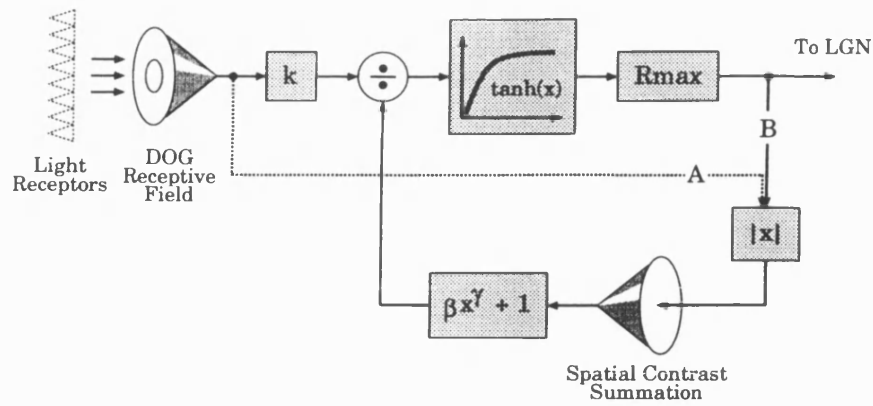 To LGN
k
÷
tanh(x)
Rmax
B
Light
Receptors
DOG
Receptive
Field
A
|x|
βx^γ + 1
Spatial Contrast
Summation